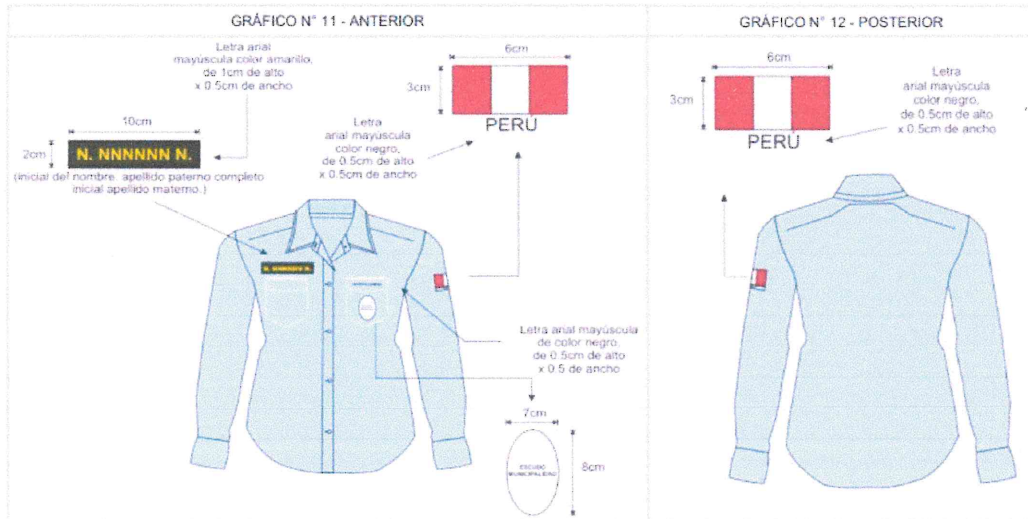 GRÁFICO N° 11 - ANTERIOR
Letra arial
mayúscula color amarillo,
de 1cm de alto
x 0.5cm de ancho
10cm
2cm
N. NNNNNN N.
(inicial del nombre, apellido paterno completo
inicial apellido materno.)
Letra
arial mayúscula
color negro,
de 0.5cm de alto
x 0.5cm de ancho
6cm
3cm
PERÚ
N. NNNNNN N.
Letra arial mayúscula
de color negro,
de 0.5cm de alto
x 0.5 de ancho
7cm
8cm
ESCUDO
MUNICIPALIDAD
GRÁFICO N° 12 - POSTERIOR
6cm
3cm
PERÚ
Letra
arial mayúscula
color negro,
de 0.5cm de alto
x 0.5cm de ancho